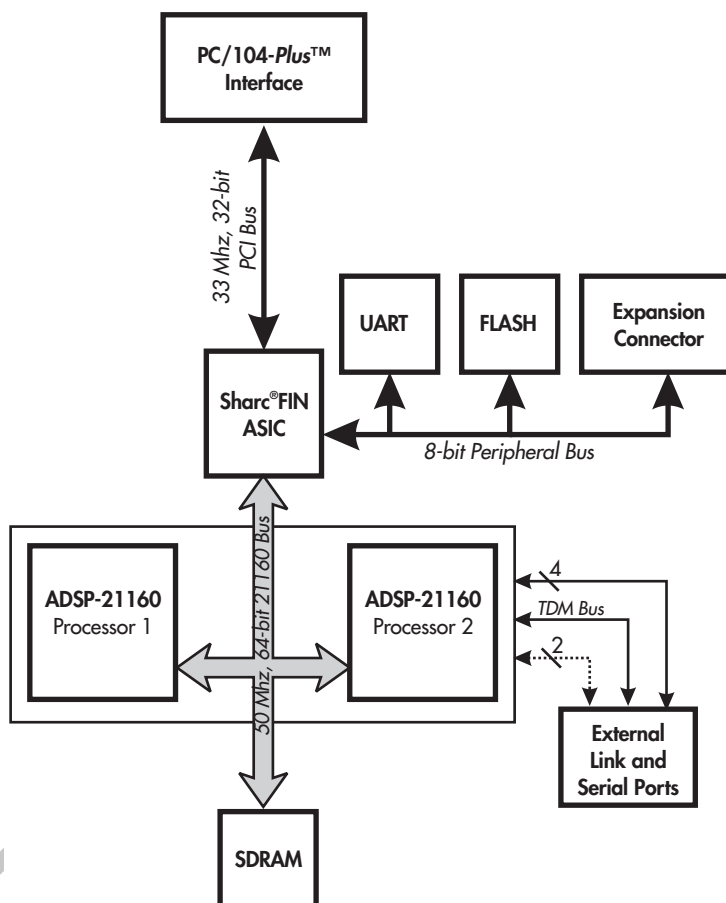 PC/104-Plus™
Interface
33 Mhz, 32-bit
PCI Bus
UART
FLASH
Expansion
Connector
Sharc®FIN
ASIC
8-bit Peripheral Bus
50 Mhz, 64-bit 21160 Bus
ADSP-21160
Processor 1
ADSP-21160
Processor 2
4
TDM Bus
2
External
Link and
Serial Ports
SDRAM